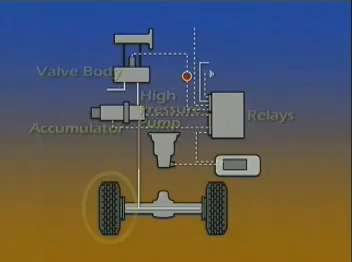 Valve Body
High
Pressure
Pump
Relays
Accumulator